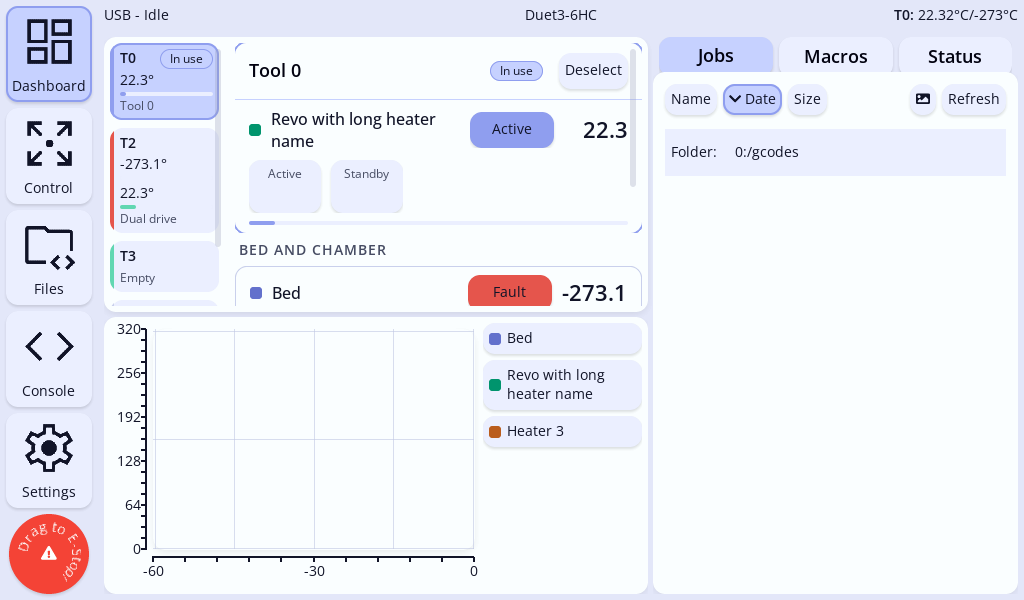 USB - Idle
Duet3-6HC
T0: 22.32°C/-273°C
Dashboard
Control
Files
Console
Settings
Drag to E-Stop!
T0
In use
22.3°
Tool 0
T2
-273.1°
22.3°
Dual drive
T3
Empty
Tool 0
In use
Deselect
Revo with long heater
name
Active
22.3
Active
Standby
BED AND CHAMBER
Bed
Fault
-273.1
320
256
192
128
64
0
-60
-30
0
Bed
Revo with long
heater name
Heater 3
Jobs
Macros
Status
Name
Date
Size
Refresh
Folder: 0:/gcodes